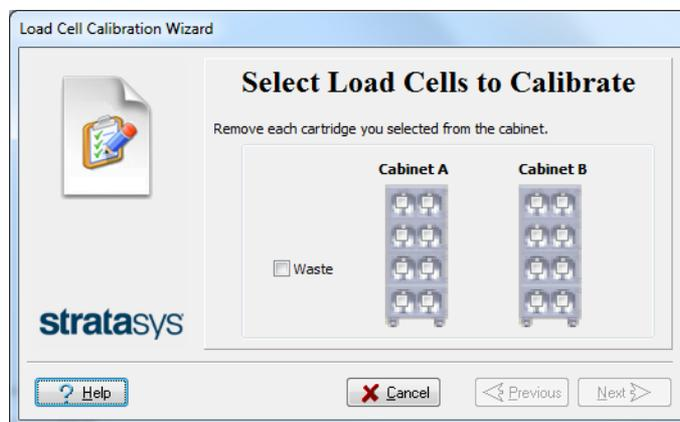 Load Cell Calibration Wizard
Select Load Cells to Calibrate
Remove each cartridge you selected from the cabinet.
Cabinet A
Cabinet B
Waste
stratasys
? Help
Cancel
Previous
Next